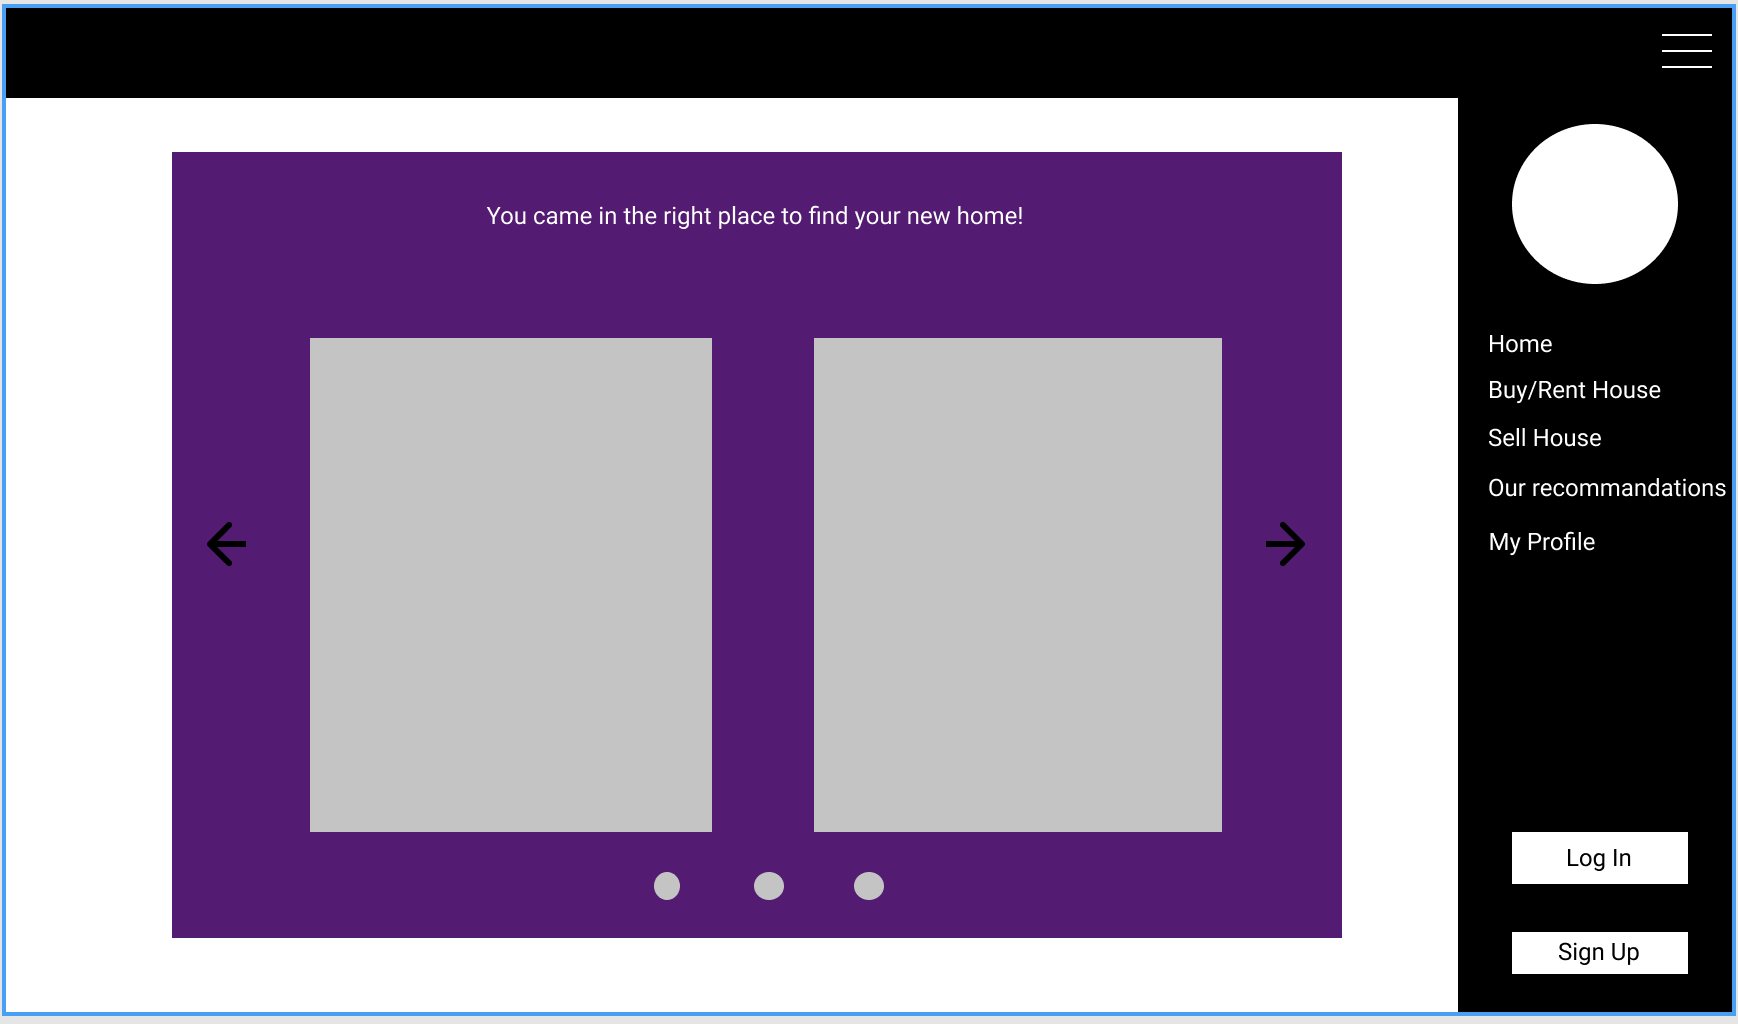 You came in the right place to find your new home!
Home
Buy/Rent House
Sell House
Our recommandations
My Profile
Log In
Sign Up